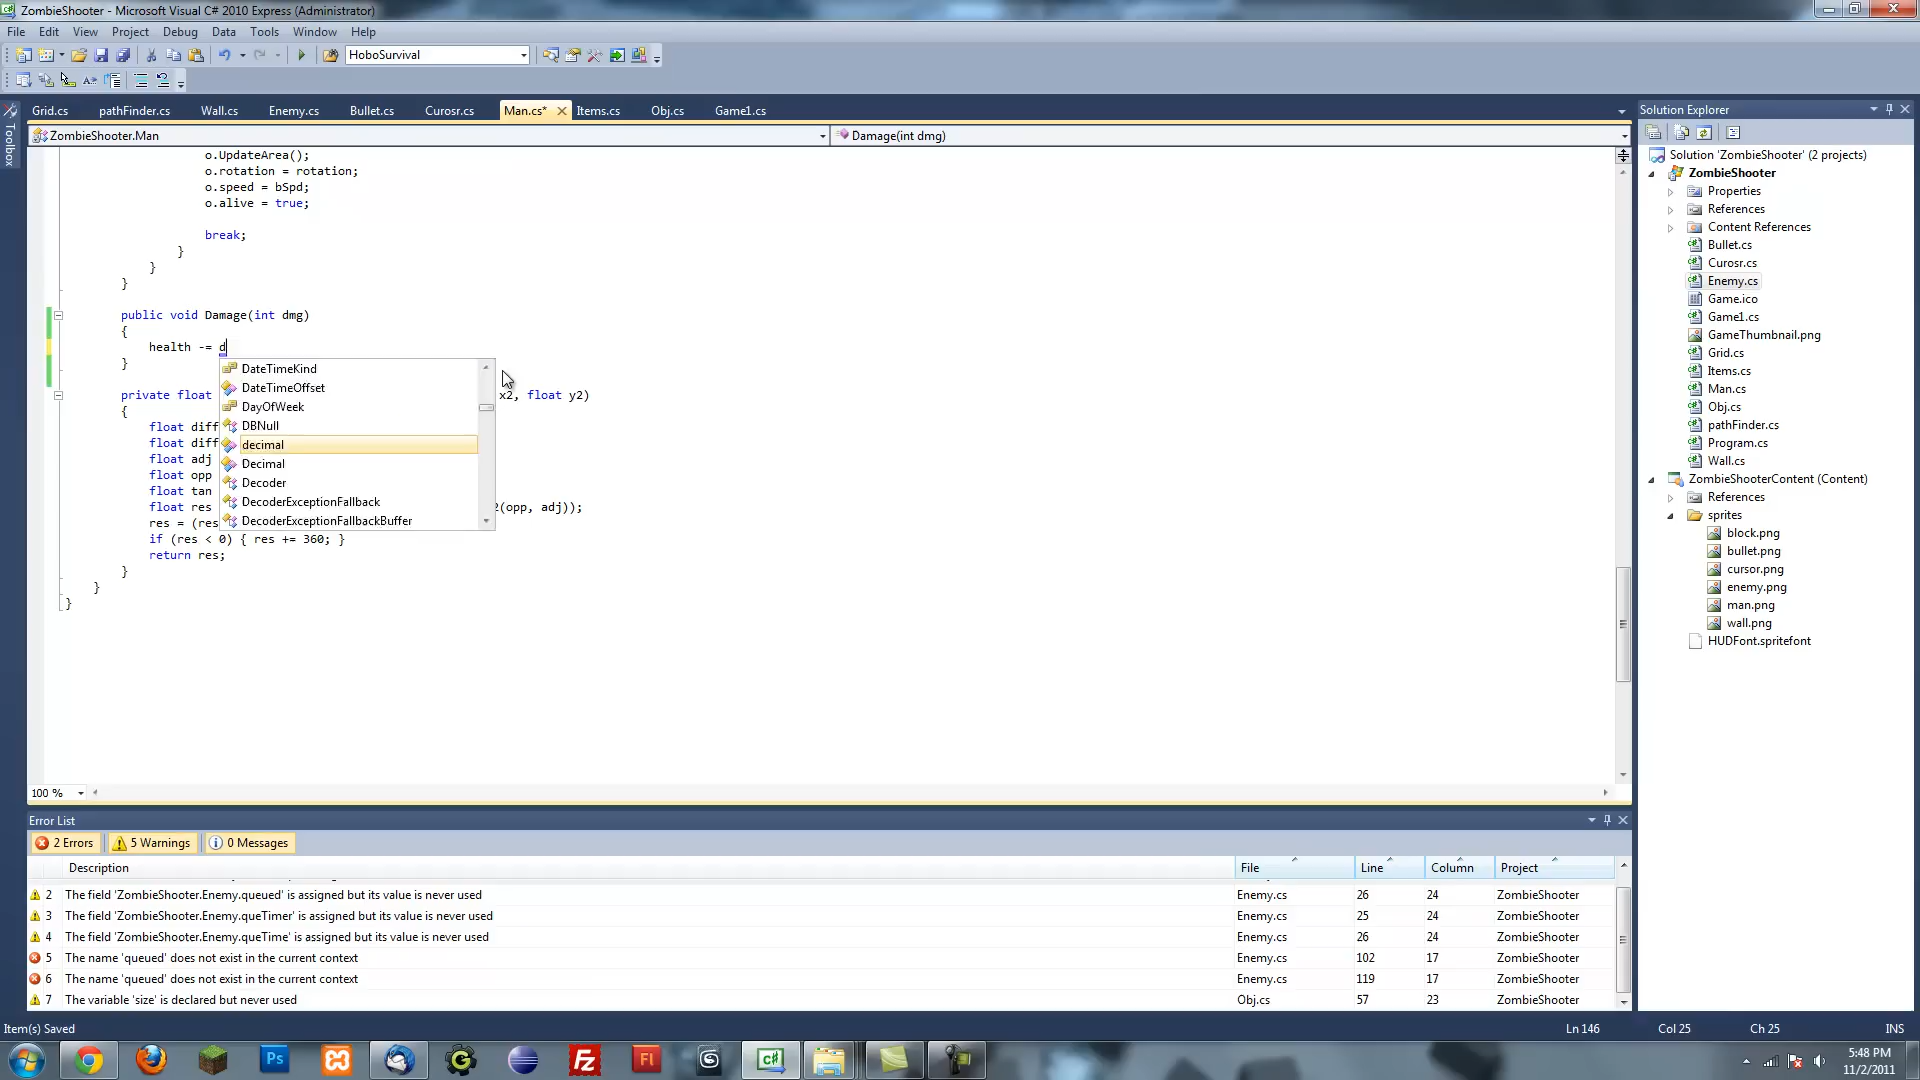 ZombieShooter - Microsoft Visual C# 2010 Express (Administrator)
File Edit View Project Debug Data Tools Window Help
HoboSurvival
Grid.cs pathFinder.cs Wall.cs Enemy.cs Bullet.cs Curosr.cs Man.cs* Items.cs Obj.cs Game1.cs
ZombieShooter.Man Damage(int dmg)
Toolbox
o.UpdateArea();
o.rotation = rotation;
o.speed = bSpd;
o.alive = true;
break;
}
}
}
public void Damage(int dmg)
{
health -= d
}
private float x2, float y2)
{
float diff
float diff
float adj
float opp
float tan
float res 2(opp, adj));
res = (res
if (res < 0) { res += 360; }
return res;
}
}
}
DateTimeKind
DateTimeOffset
DayOfWeek
DBNull
decimal
Decimal
Decoder
DecoderExceptionFallback
DecoderExceptionFallbackBuffer
100 %
Solution Explorer
Solution 'ZombieShooter' (2 projects)
ZombieShooter
Properties
References
Content References
Bullet.cs
Curosr.cs
Enemy.cs
Game.ico
Game1.cs
GameThumbnail.png
Grid.cs
Items.cs
Man.cs
Obj.cs
pathFinder.cs
Program.cs
Wall.cs
ZombieShooterContent (Content)
References
sprites
block.png
bullet.png
cursor.png
enemy.png
man.png
wall.png
HUDFont.spritefont
Error List
2 Errors 5 Warnings 0 Messages
Description File Line Column Project
2 The field 'ZombieShooter.Enemy.queued' is assigned but its value is never used Enemy.cs 26 24 ZombieShooter
3 The field 'ZombieShooter.Enemy.queTimer' is assigned but its value is never used Enemy.cs 25 24 ZombieShooter
4 The field 'ZombieShooter.Enemy.queTime' is assigned but its value is never used Enemy.cs 26 24 ZombieShooter
5 The name 'queued' does not exist in the current context Enemy.cs 102 17 ZombieShooter
6 The name 'queued' does not exist in the current context Enemy.cs 119 17 ZombieShooter
7 The variable 'size' is declared but never used Obj.cs 57 23 ZombieShooter
Item(s) Saved Ln 146 Col 25 Ch 25 INS
Ps Fz Fl C#
5:48 PM
11/2/2011